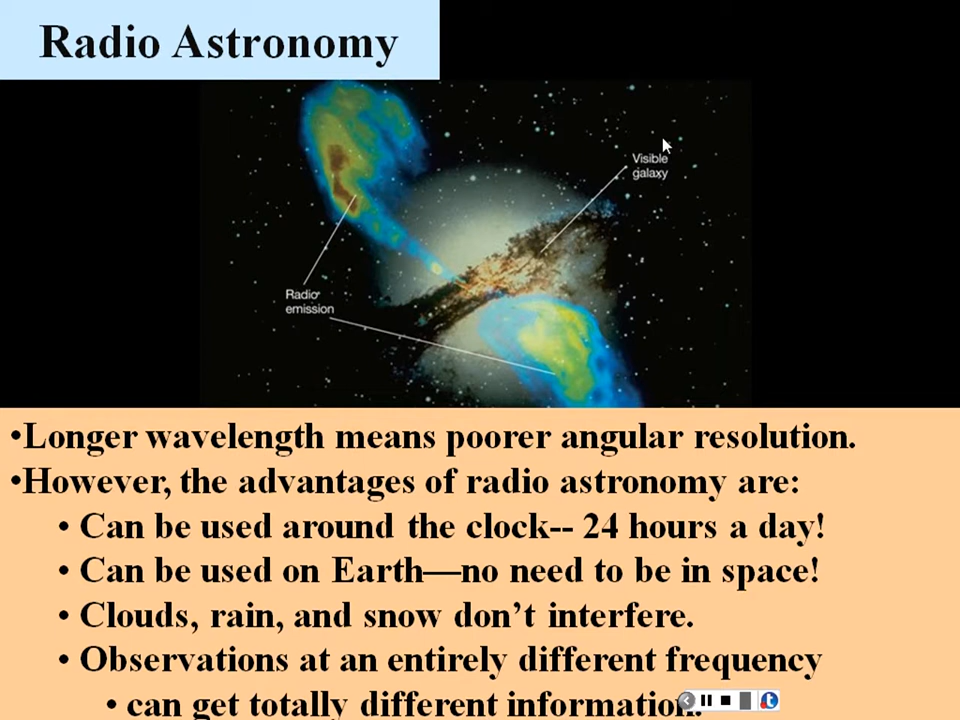 Radio Astronomy
Visible
galaxy
Radio
emission
•Longer wavelength means poorer angular resolution.
•However, the advantages of radio astronomy are:
• Can be used around the clock-- 24 hours a day!
• Can be used on Earth—no need to be in space!
• Clouds, rain, and snow don’t interfere.
• Observations at an entirely different frequency
• can get totally different information.